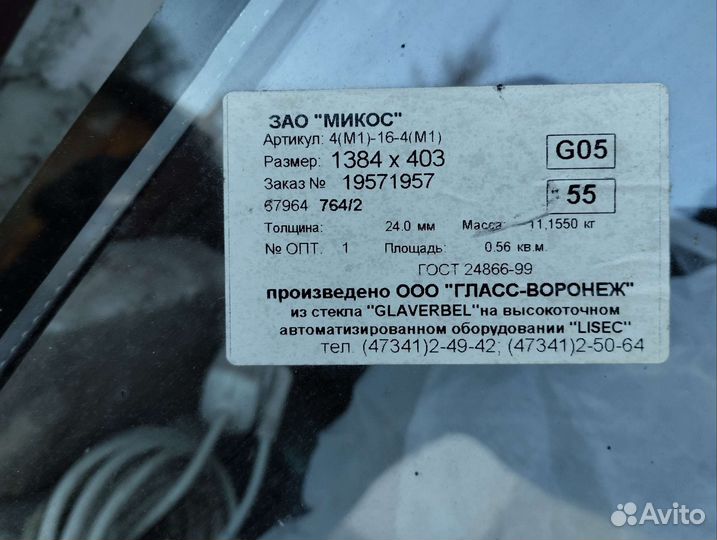 ЗАО "МИКОС"
Артикул: 4(М1)-16-4(М1)
Размер: 1384 x 403
G05
Заказ № 19571957
67964 764/2
55
Толщина: 24.0 мм Масса: 11.1550 кг
№ ОПТ. 1 Площадь: 0.56 кв.м.
ГОСТ 24866-99
произведено ООО "ГЛАСС-ВОРОНЕЖ"
из стекла "GLAVERBEL"на высокоточном
автоматизированном оборудовании "LISEC"
тел. (47341)2-49-42; (47341)2-50-64
Avito